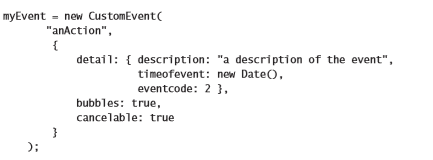 myEvent = new CustomEvent(
"anAction",
{
detail: { description: "a description of the event",
timeofevent: new Date(),
eventcode: 2 },
bubbles: true,
cancelable: true
}
);